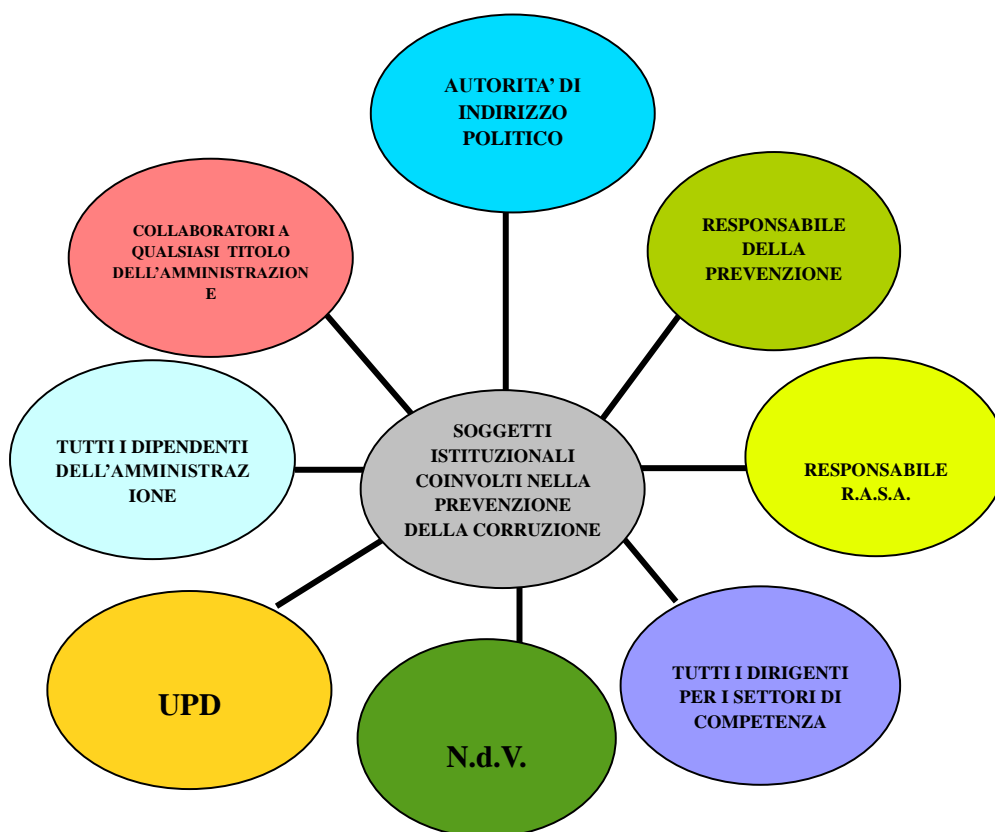 AUTORITA’ DI
INDIRIZZO
POLITICO
COLLABORATORI A
QUALSIASI TITOLO
DELL’AMMINISTRAZION
E
RESPONSABILE
DELLA
PREVENZIONE
TUTTI I DIPENDENTI
DELL’AMMINISTRAZ
IONE
SOGGETTI
ISTITUZIONALI
COINVOLTI NELLA
PREVENZIONE
DELLA CORRUZIONE
RESPONSABILE
R.A.S.A.
UPD
N.d.V.
TUTTI I DIRIGENTI
PER I SETTORI DI
COMPETENZA